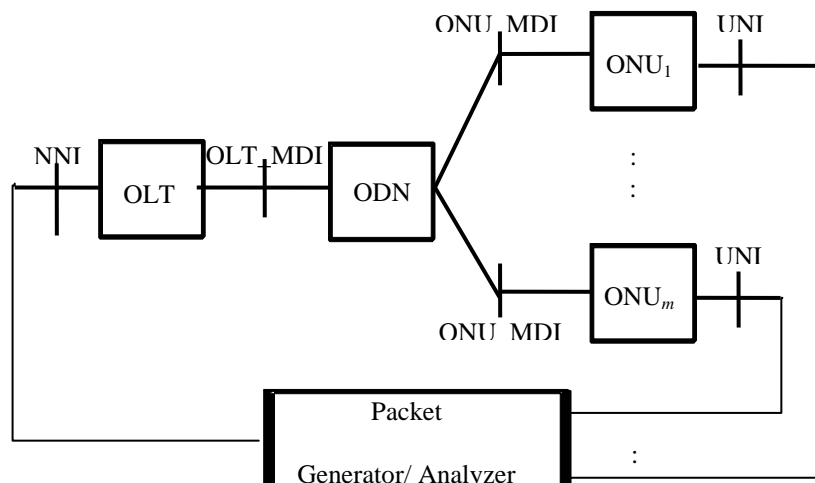 ONU_MDI
UNI
ONU1
NNI
OLT_MDI
:
:
OLT
ODN
UNI
ONUm
ONU_MDI
Packet
:
Generator/ Analyzer